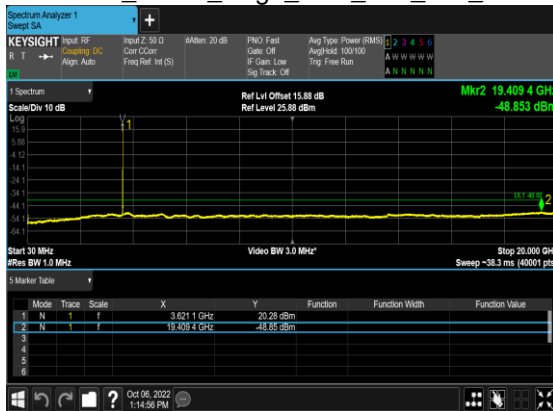 Spectrum Analyzer 1
Swept SA
+
KEYSIGHT
R T
Input: RF
Coupling: DC
Align: Auto
Input Z: 50 Ω
Corr CCorr
Freq Ref: Int (S)
#Atten: 20 dB
PNO: Fast
Gate: Off
IF Gain: Low
Sig Track: Off
Avg Type: Power (RMS)
Avg|Hold: 100/100
Trig: Free Run
1 2 3 4 5 6
A W W W W W
A N N N N N
1 Spectrum
Scale/Div 10 dB
Ref Lvl Offset 15.88 dB
Ref Level 25.88 dBm
Mkr2 19.409 4 GHz
-48.853 dBm
Log
15.9
5.88
-4.12
-14.1
-24.1
-34.1
-44.1
-54.1
-64.1
1
2
Start 30 MHz
#Res BW 1.0 MHz
Video BW 3.0 MHz*
Stop 20.000 GHz
Sweep ~38.3 ms (40001 pts)
5 Marker Table
Mode Trace Scale X Y Function Function Width Function Value
1 N 1 f 3.621 1 GHz 20.28 dBm
2 N 1 f 19.409 4 GHz -48.85 dBm
3
4
5
6
?
Oct 06, 2022
1:14:56 PM